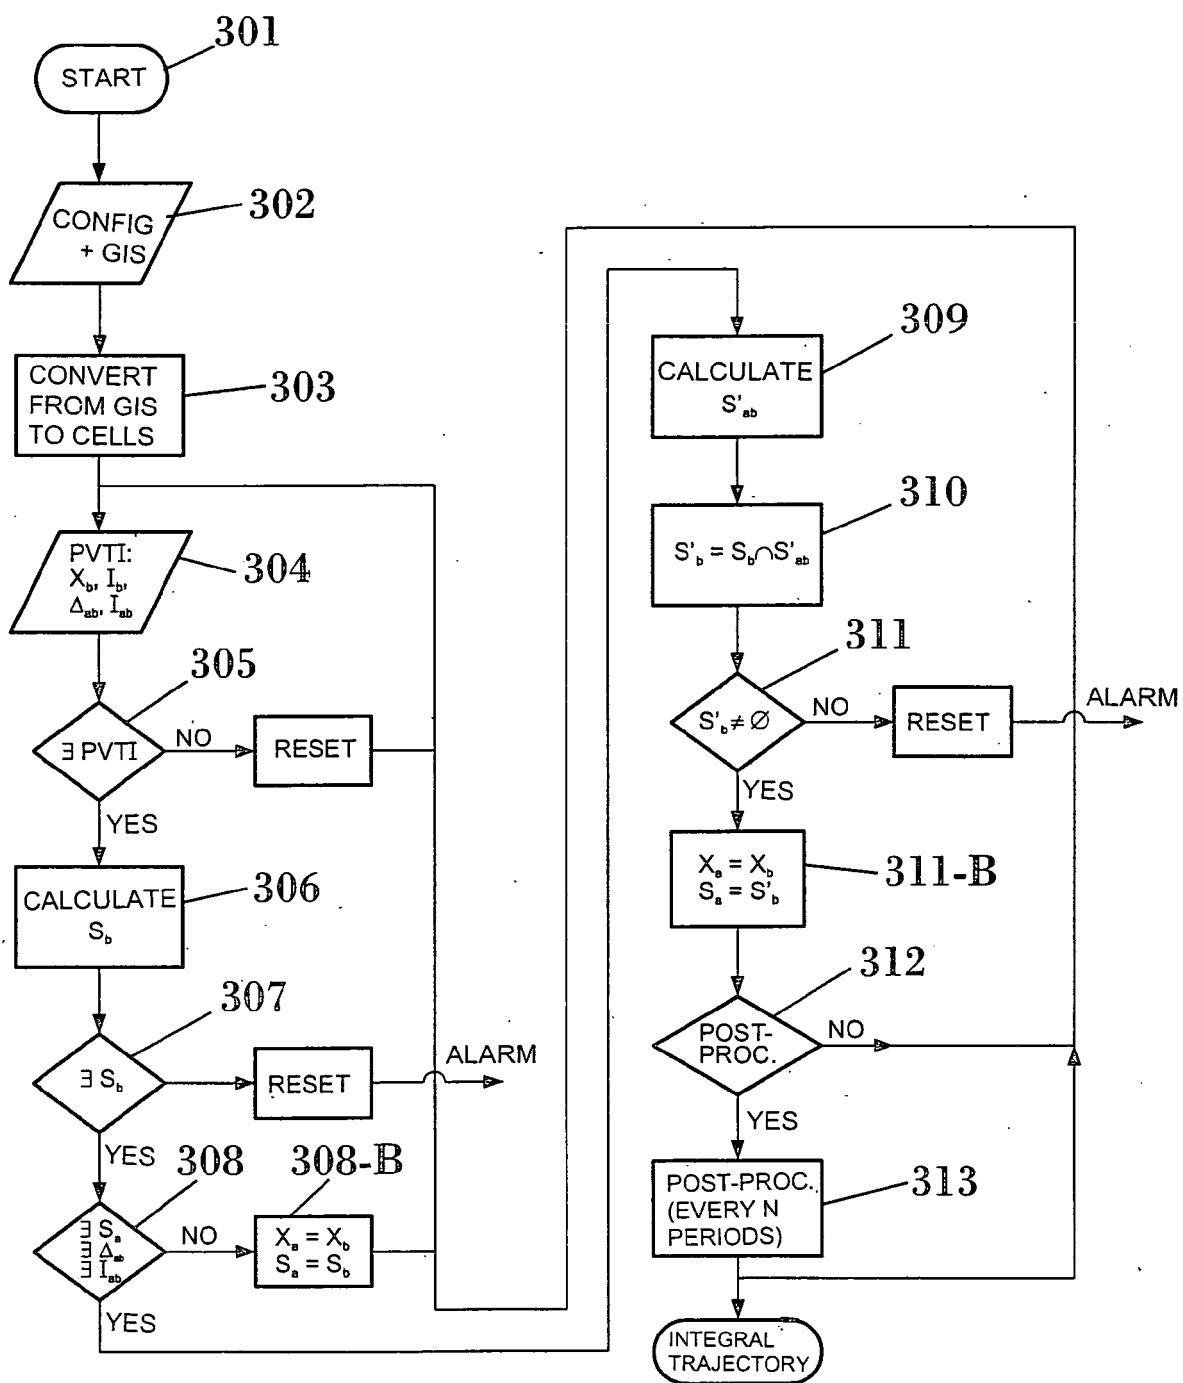 301
START
302
CONFIG
+ GIS
303
CONVERT
FROM GIS
TO CELLS
304
PVTI:
X_b, I_b,
Δ_ab, I_ab
305
∃ PVTI
NO
RESET
YES
306
CALCULATE
S_b
307
∃ S_b
RESET
ALARM
YES
308
∃ S_a
∃ Δ_ab
∃ I_ab
NO
308-B
X_a = X_b
S_a = S_b
YES
309
CALCULATE
S'_ab
310
S'_b = S_b∩S'_ab
311
S'_b ≠ Ø
NO
RESET
ALARM
YES
311-B
X_a = X_b
S_a = S'_b
312
POST-
PROC.
NO
YES
313
POST-PROC.
(EVERY N
PERIODS)
INTEGRAL
TRAJECTORY